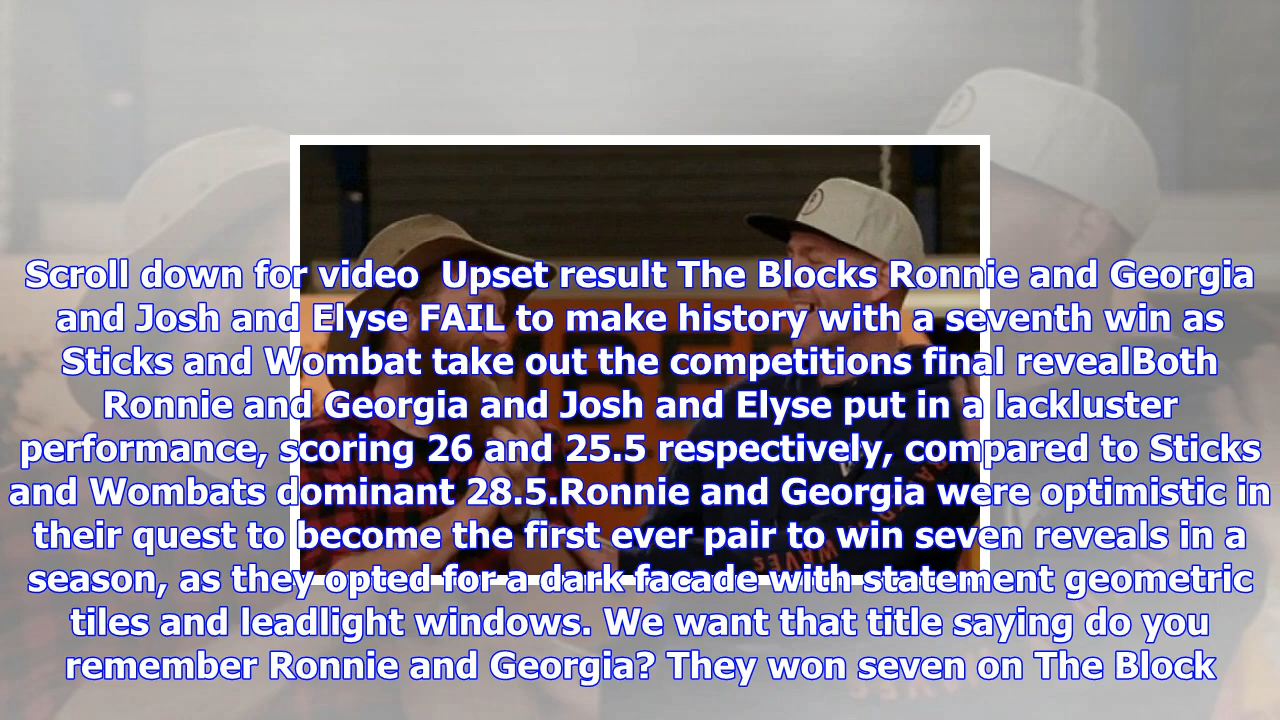 Scroll down for video  Upset result The Blocks Ronnie and Georgia
and Josh and Elyse FAIL to make history with a seventh win as
Sticks and Wombat take out the competitions final revealBoth
Ronnie and Georgia and Josh and Elyse put in a lackluster
performance, scoring 26 and 25.5 respectively, compared to Sticks
and Wombats dominant 28.5.Ronnie and Georgia were optimistic in
their quest to become the first ever pair to win seven reveals in a
season, as they opted for a dark facade with statement geometric
tiles and leadlight windows. We want that title saying do you
remember Ronnie and Georgia? They won seven on The Block